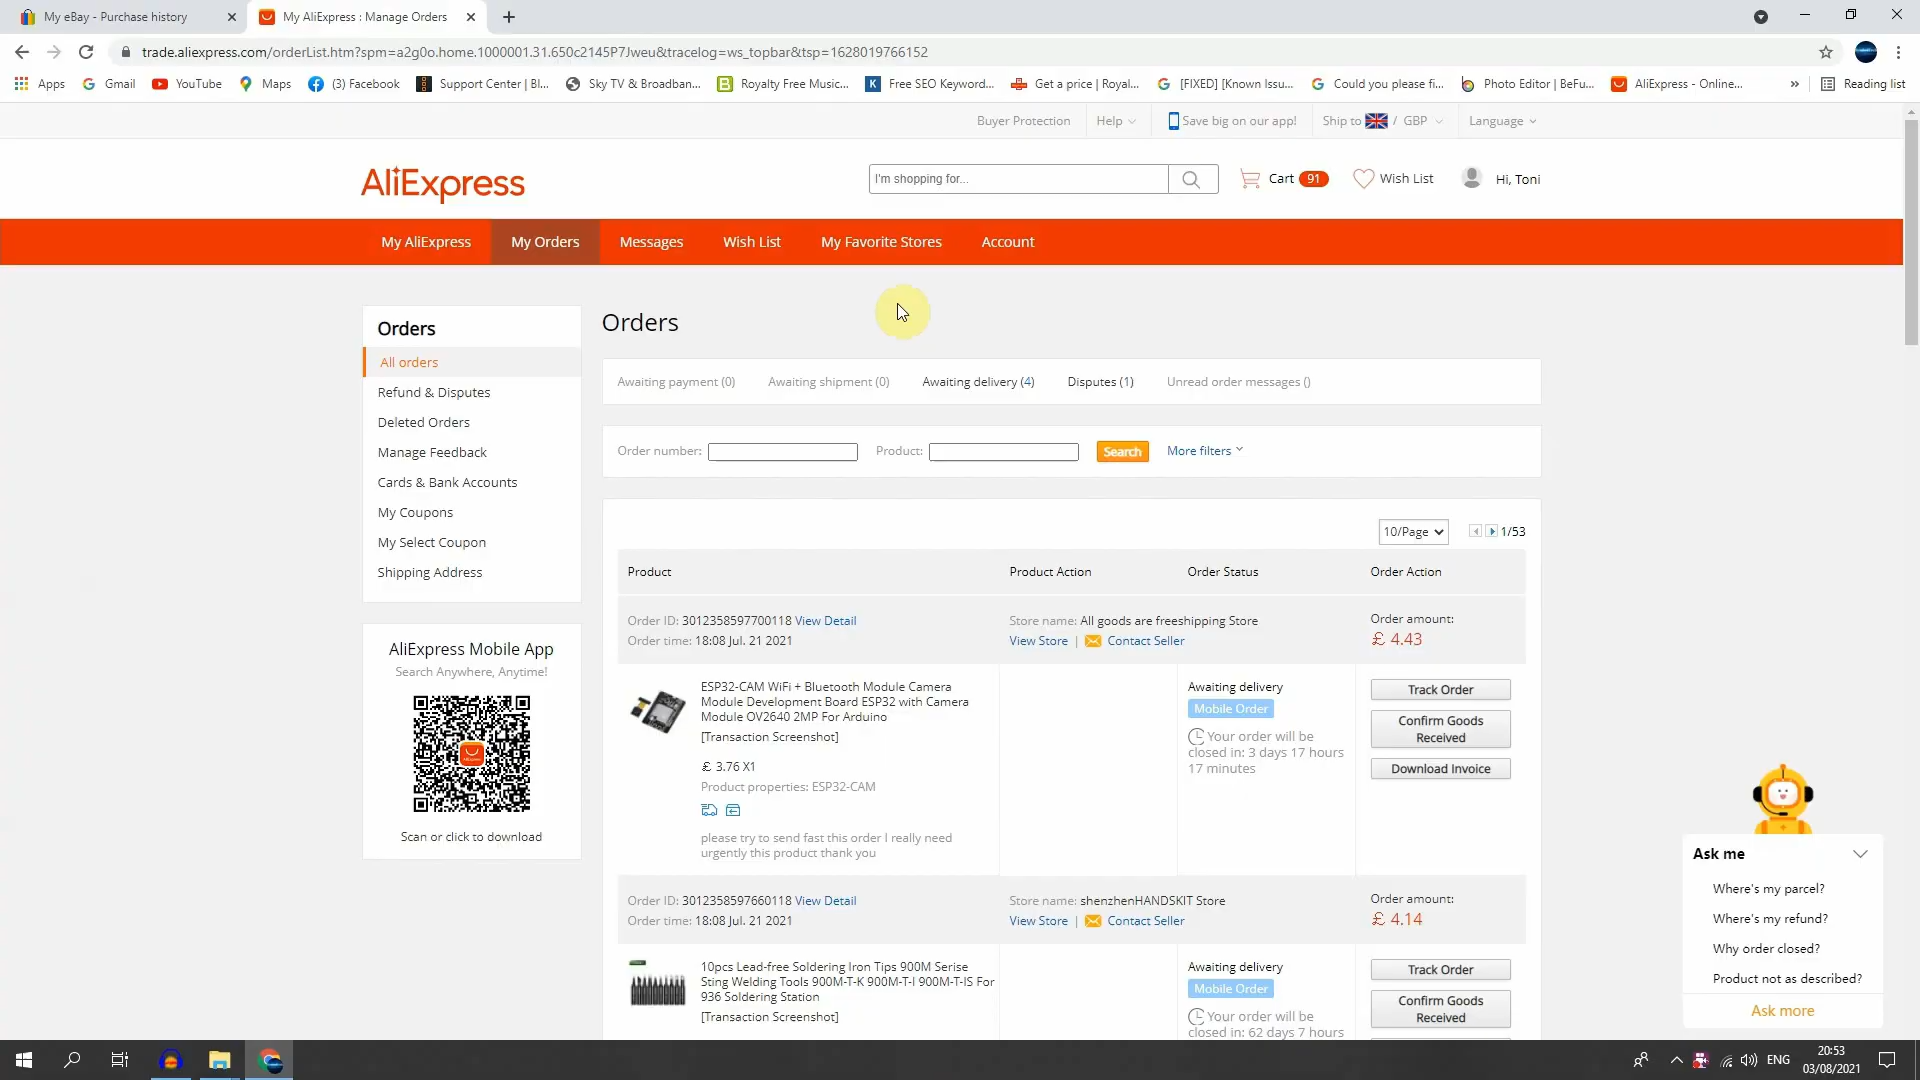 My eBay - Purchase history
My AliExpress : Manage Orders
trade.aliexpress.com/orderList.htm?spm=a2g0o.home.1000001.31.650c2145P7Jweu&tracelog=ws_topbar&tsp=1628019766152
Apps
Gmail
YouTube
Maps
(3) Facebook
Support Center | Bl...
Sky TV & Broadban...
Royalty Free Music...
Free SEO Keyword...
Get a price | Royal...
[FIXED] [Known Issu...
Could you please fi...
Photo Editor | BeFu...
AliExpress - Online...
»
Reading list
Buyer Protection
Help
Save big on our app!
Ship to / GBP
Language
AliExpress
I'm shopping for...
Cart 91
Wish List
Hi, Toni
My AliExpress
My Orders
Messages
Wish List
My Favorite Stores
Account
Orders
All orders
Refund & Disputes
Deleted Orders
Manage Feedback
Cards & Bank Accounts
My Coupons
My Select Coupon
Shipping Address
AliExpress Mobile App
Search Anywhere, Anytime!
Scan or click to download
Orders
Awaiting payment (0)
Awaiting shipment (0)
Awaiting delivery (4)
Disputes (1)
Unread order messages ()
Order number:
Product:
Search
More filters
10/Page
1/53
Product
Product Action
Order Status
Order Action
Order ID: 3012358597700118 View Detail
Order time: 18:08 Jul. 21 2021
Store name: All goods are freeshipping Store
View Store | Contact Seller
Order amount:
£ 4.43
ESP32-CAM WiFi + Bluetooth Module Camera
Module Development Board ESP32 with Camera
Module OV2640 2MP For Arduino
[Transaction Screenshot]
£ 3.76 X1
Product properties: ESP32-CAM
please try to send fast this order I really need
urgently this product thank you
Awaiting delivery
Mobile Order
Your order will be
closed in: 3 days 17 hours
17 minutes
Track Order
Confirm Goods
Received
Download Invoice
Order ID: 3012358597660118 View Detail
Order time: 18:08 Jul. 21 2021
Store name: shenzhenHANDSKIT Store
View Store | Contact Seller
Order amount:
£ 4.14
10pcs Lead-free Soldering Iron Tips 900M Serise
Sting Welding Tools 900M-T-K 900M-T-I 900M-T-IS For
936 Soldering Station
[Transaction Screenshot]
Awaiting delivery
Mobile Order
Your order will be
closed in: 62 days 7 hours
Track Order
Confirm Goods
Received
Ask me
Where's my parcel?
Where's my refund?
Why order closed?
Product not as described?
Ask more
ENG
20:53
03/08/2021